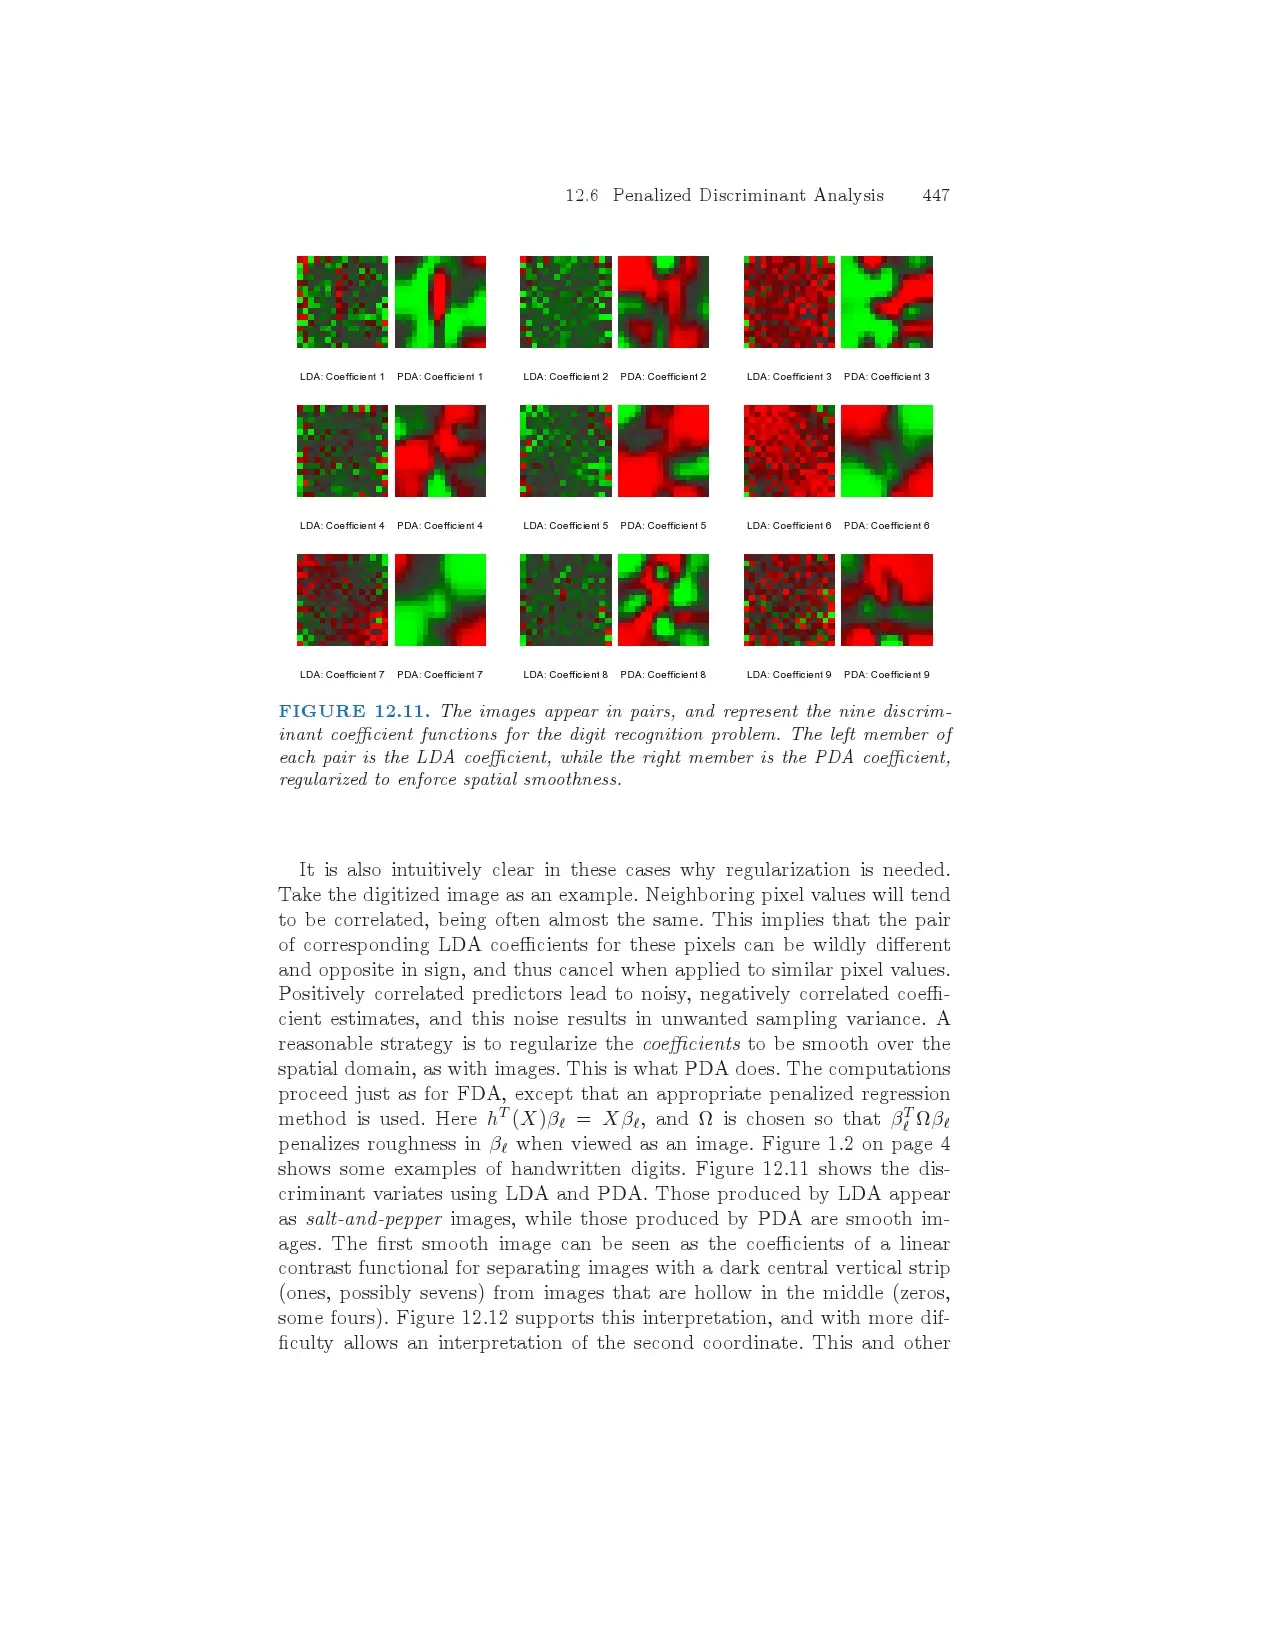 12.6 Penalized Discriminant Analysis 447
LDA: Coefficient 1 PDA: Coefficient 1 LDA: Coefficient 2 PDA: Coefficient 2 LDA: Coefficient 3 PDA: Coefficient 3
LDA: Coefficient 4 PDA: Coefficient 4 LDA: Coefficient 5 PDA: Coefficient 5 LDA: Coefficient 6 PDA: Coefficient 6
LDA: Coefficient 7 PDA: Coefficient 7 LDA: Coefficient 8 PDA: Coefficient 8 LDA: Coefficient 9 PDA: Coefficient 9
FIGURE 12.11. The images appear in pairs, and represent the nine discrim-
inant coefficient functions for the digit recognition problem. The left member of
each pair is the LDA coefficient, while the right member is the PDA coefficient,
regularized to enforce spatial smoothness.
It is also intuitively clear in these cases why regularization is needed.
Take the digitized image as an example. Neighboring pixel values will tend
to be correlated, being often almost the same. This implies that the pair
of corresponding LDA coefficients for these pixels can be wildly different
and opposite in sign, and thus cancel when applied to similar pixel values.
Positively correlated predictors lead to noisy, negatively correlated coeffi-
cient estimates, and this noise results in unwanted sampling variance. A
reasonable strategy is to regularize the coefficients to be smooth over the
spatial domain, as with images. This is what PDA does. The computations
proceed just as for FDA, except that an appropriate penalized regression
method is used. Here hᵀ(X)βℓ = Xβℓ, and Ω is chosen so that βℓᵀΩβℓ
penalizes roughness in βℓ when viewed as an image. Figure 1.2 on page 4
shows some examples of handwritten digits. Figure 12.11 shows the dis-
criminant variates using LDA and PDA. Those produced by LDA appear
as salt-and-pepper images, while those produced by PDA are smooth im-
ages. The first smooth image can be seen as the coefficients of a linear
contrast functional for separating images with a dark central vertical strip
(ones, possibly sevens) from images that are hollow in the middle (zeros,
some fours). Figure 12.12 supports this interpretation, and with more dif-
ficulty allows an interpretation of the second coordinate. This and other